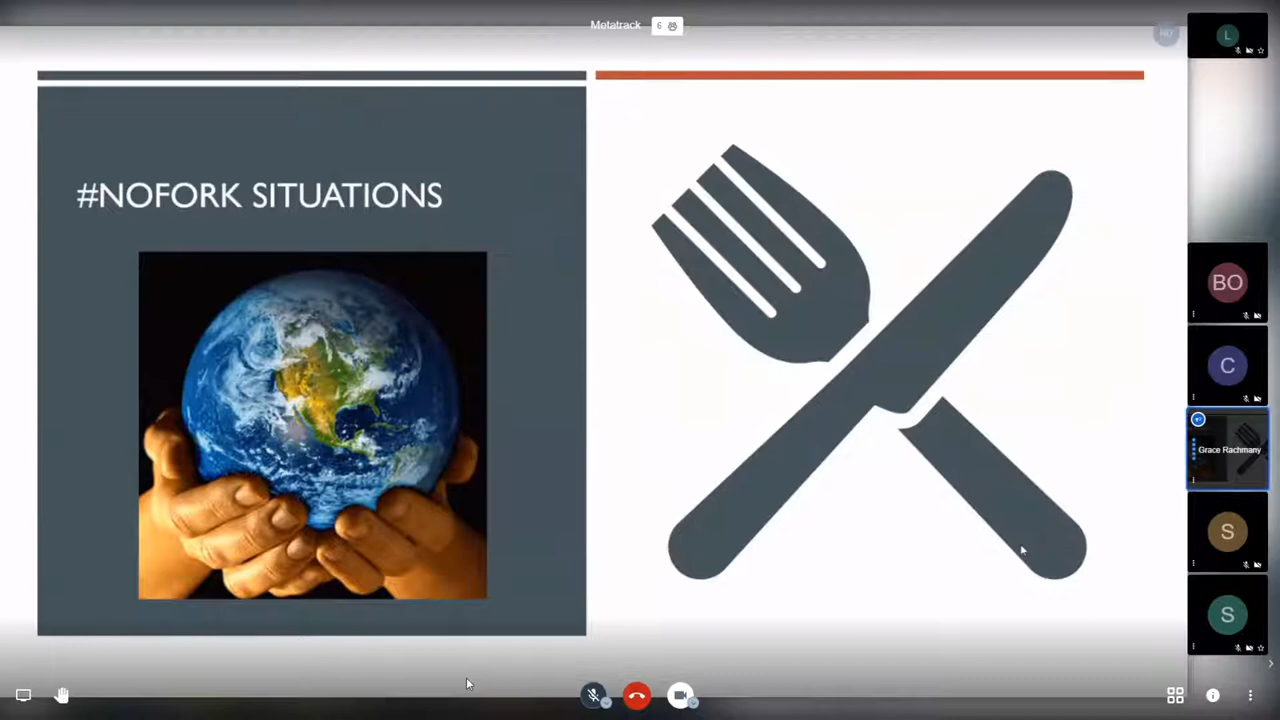 Metatrack 6
#NOFORK SITUATIONS
L
BO
C
Grace Rachmany
S
S